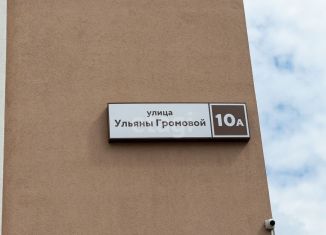 улица
Ульяны Громовой
10А